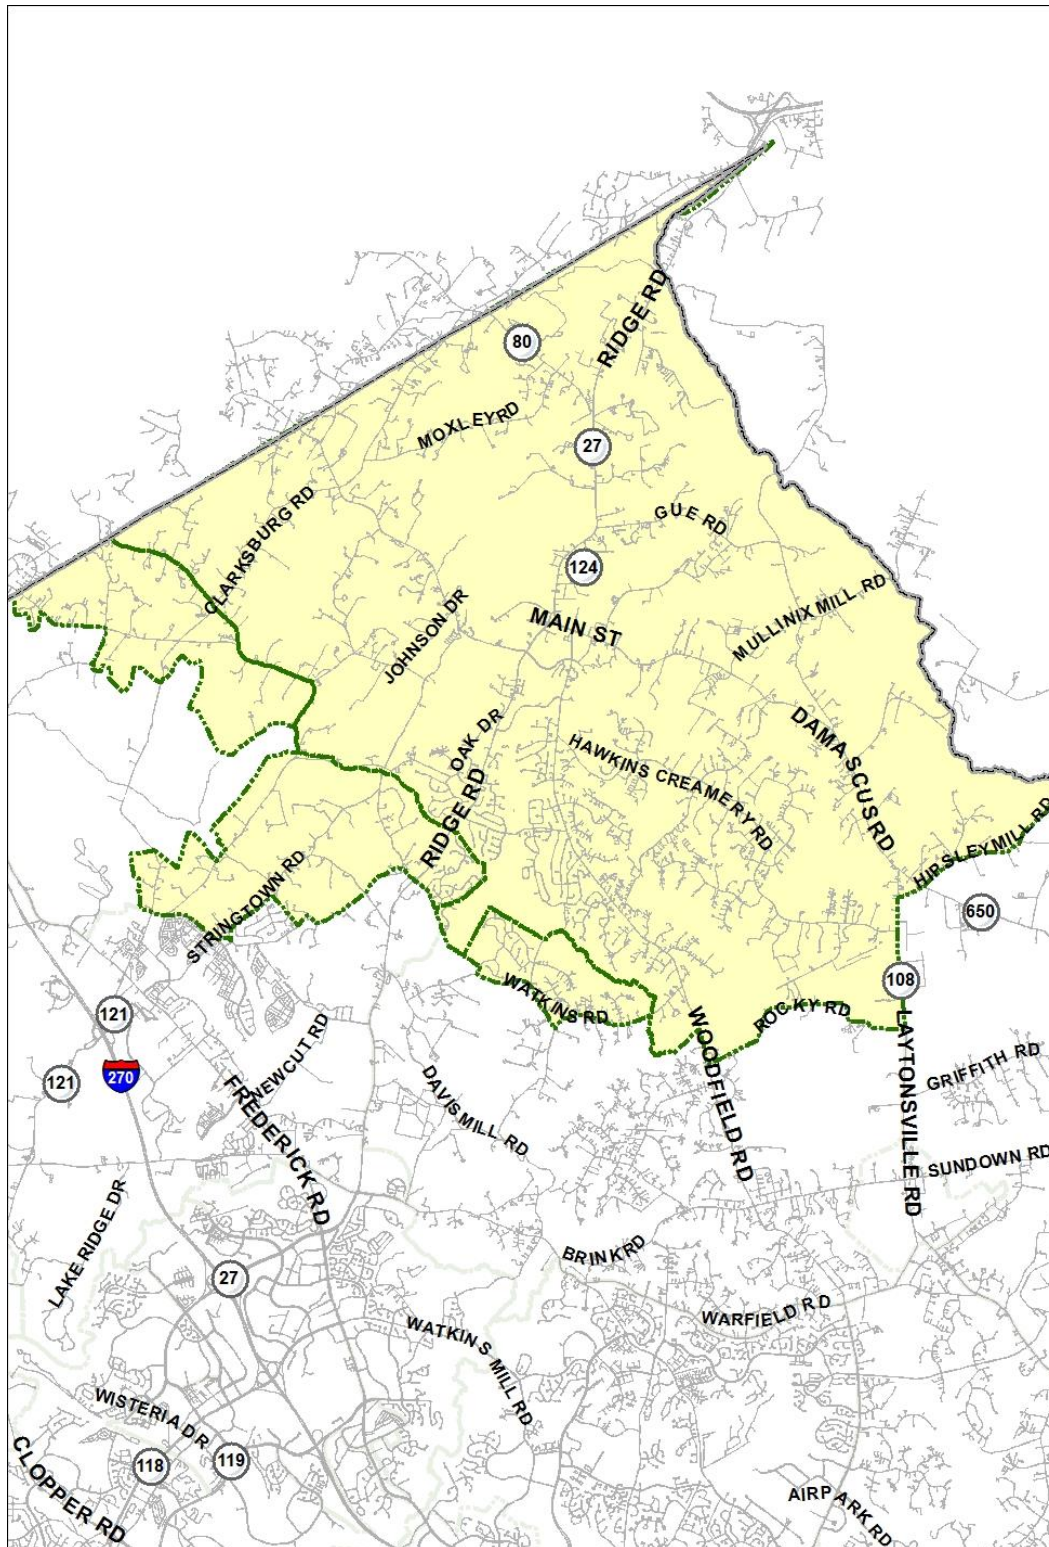 80
RIDGE RD
MOXLEY RD
27
CLARKSBURG RD
GUE RD
124
JOHNSON DR
MAIN ST
MULLINIX MILL RD
OAK DR
DAMASCUS RD
HAWKINS CREAMERY RD
RIDGE RD
HIPSLEY MILL RD
STRINGTOWN RD
650
108
WATKINS RD
ROCKY RD
121
WOODFIELD RD
LAYTONSVILLE RD
NEWCUT RD
270
121
GRIFFITH RD
FREDERICK RD
DAVIS MILL RD
SUNDOWN RD
LAKE RIDGE DR
BRINK RD
27
WARFIELD RD
WATKINS MILL RD
WISTERIA DR
118
119
CLOPPER RD
AIRPARK RD